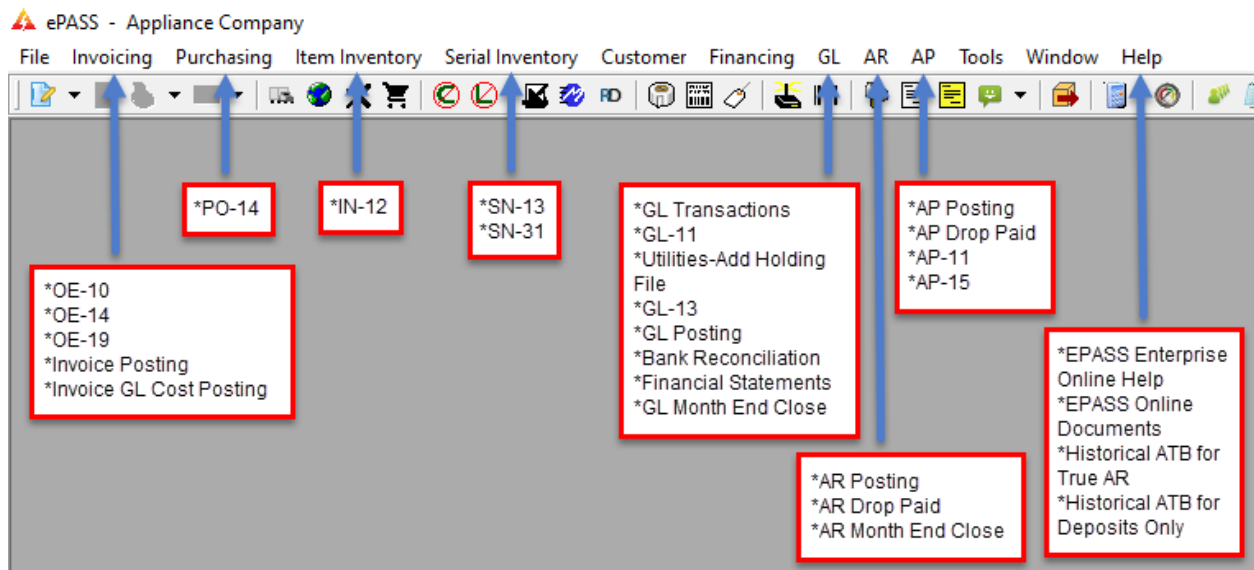 ePASS - Appliance Company
File Invoicing Purchasing Item Inventory Serial Inventory Customer Financing GL AR AP Tools Window Help
RD
*PO-14
*IN-12
*SN-13
*SN-31
*GL Transactions
*GL-11
*Utilities-Add Holding
File
*GL-13
*GL Posting
*Bank Reconciliation
*Financial Statements
*GL Month End Close
*AP Posting
*AP Drop Paid
*AP-11
*AP-15
*OE-10
*OE-14
*OE-19
*Invoice Posting
*Invoice GL Cost Posting
*AR Posting
*AR Drop Paid
*AR Month End Close
*EPASS Enterprise
Online Help
*EPASS Online
Documents
*Historical ATB for
True AR
*Historical ATB for
Deposits Only